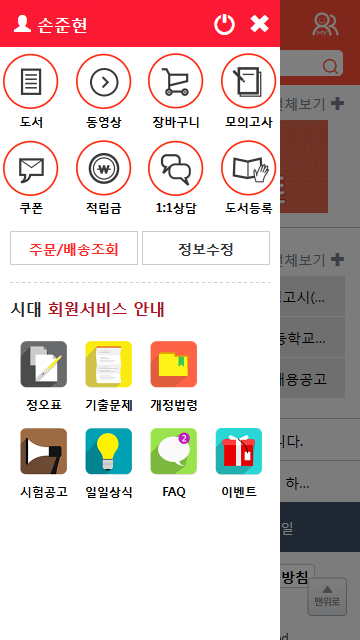 손준현
도서 동영상 장바구니 모의고사
쿠폰 적립금 1:1상담 도서등록
주문/배송조회 정보수정
시대 회원서비스 안내
정오표 기출문제 개정법령
2
시험공고 일일상식 FAQ 이벤트
MY
전체보기
전체보기
고시(...
등학교...
채용공고
니다.
하...
일
방침
맨위로